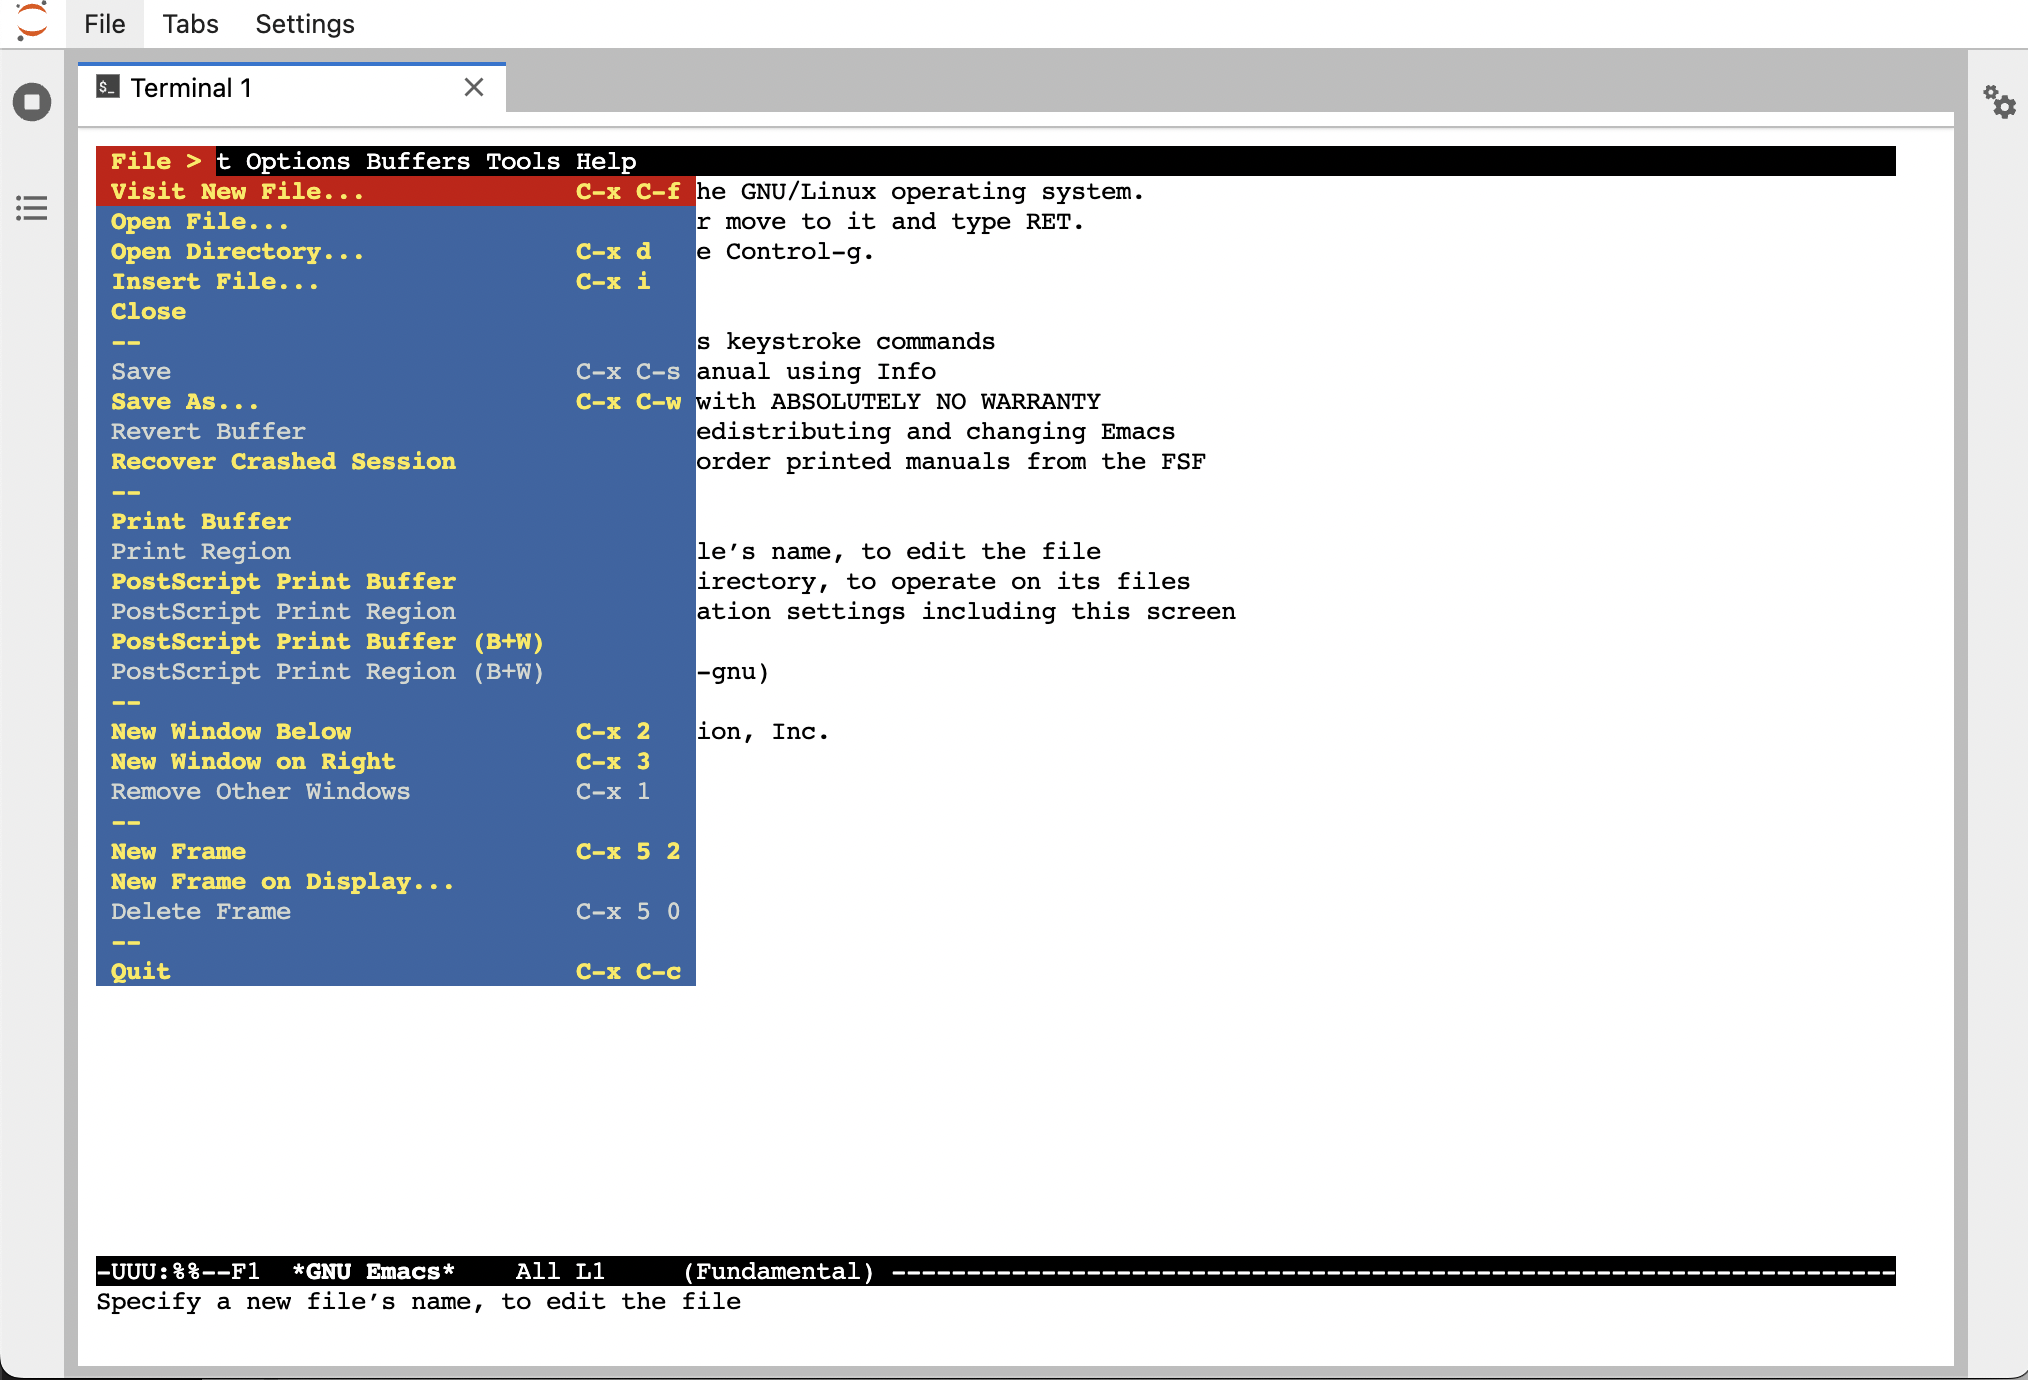 File Tabs Settings
$_ Terminal 1
File > t Options Buffers Tools Help
Visit New File... C-x C-f he GNU/Linux operating system.
Open File... r move to it and type RET.
Open Directory... C-x d e Control-g.
Insert File... C-x i
Close
--
s keystroke commands
Save C-x C-s anual using Info
Save As... C-x C-w with ABSOLUTELY NO WARRANTY
Revert Buffer edistributing and changing Emacs
Recover Crashed Session order printed manuals from the FSF
--
Print Buffer
Print Region le’s name, to edit the file
PostScript Print Buffer irectory, to operate on its files
PostScript Print Region ation settings including this screen
PostScript Print Buffer (B+W)
PostScript Print Region (B+W) -gnu)
--
New Window Below C-x 2 ion, Inc.
New Window on Right C-x 3
Remove Other Windows C-x 1
--
New Frame C-x 5 2
New Frame on Display...
Delete Frame C-x 5 0
--
Quit C-x C-c
-UUU:%%--F1 *GNU Emacs* All L1 (Fundamental) -------------------------------------------------------------------
Specify a new file’s name, to edit the file